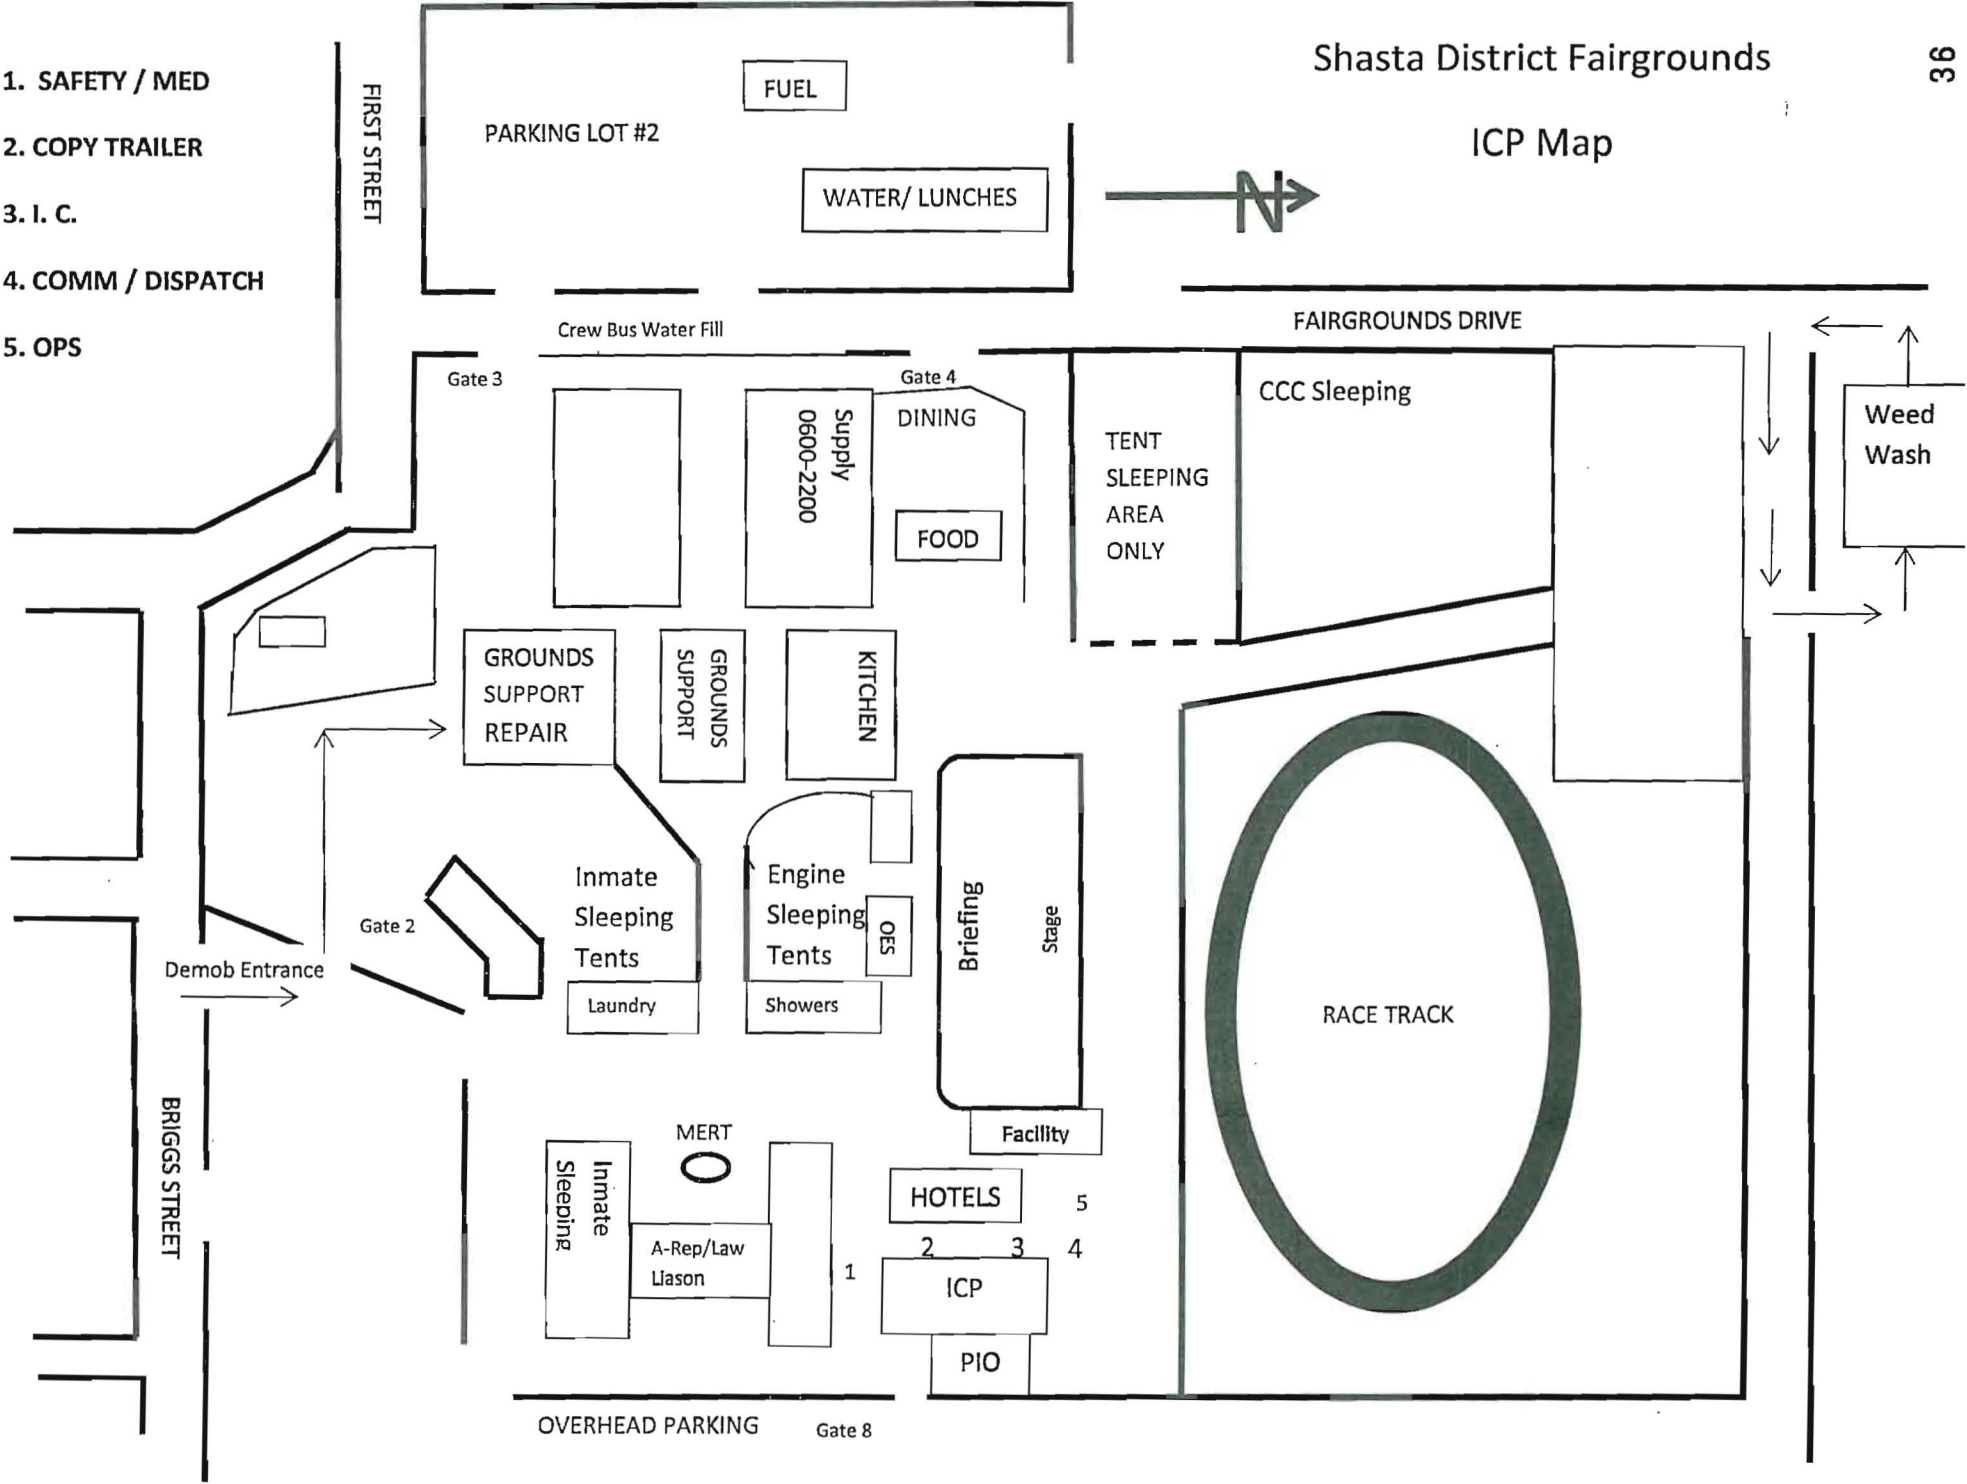 Shasta District Fairgrounds
ICP Map
36
1. SAFETY / MED
2. COPY TRAILER
3. I. C.
4. COMM / DISPATCH
5. OPS
FIRST STREET
PARKING LOT #2
FUEL
WATER/ LUNCHES
N
Crew Bus Water Fill
FAIRGROUNDS DRIVE
Gate 3
Gate 4
Supply
0600-2200
DINING
FOOD
TENT
SLEEPING
AREA
ONLY
CCC Sleeping
Weed
Wash
GROUNDS
SUPPORT
REPAIR
GROUNDS
SUPPORT
KITCHEN
Gate 2
Demob Entrance
Inmate
Sleeping
Tents
Laundry
Engine
Sleeping
Tents
OES
Showers
Briefing
Stage
RACE TRACK
BRIGGS STREET
MERT
Inmate
Sleeping
A-Rep/Law
Liason
1
Facility
HOTELS
5
2
3
4
ICP
PIO
OVERHEAD PARKING
Gate 8